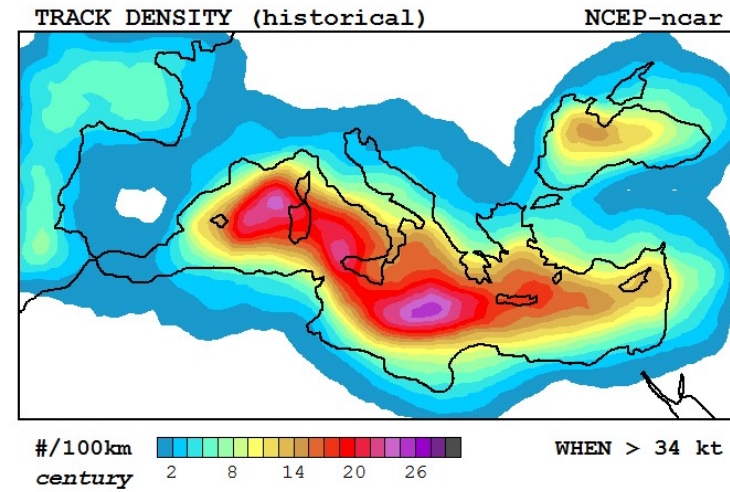 TRACK DENSITY (historical) NCEP-ncar
#/100km WHEN > 34 kt
century 2 8 14 20 26